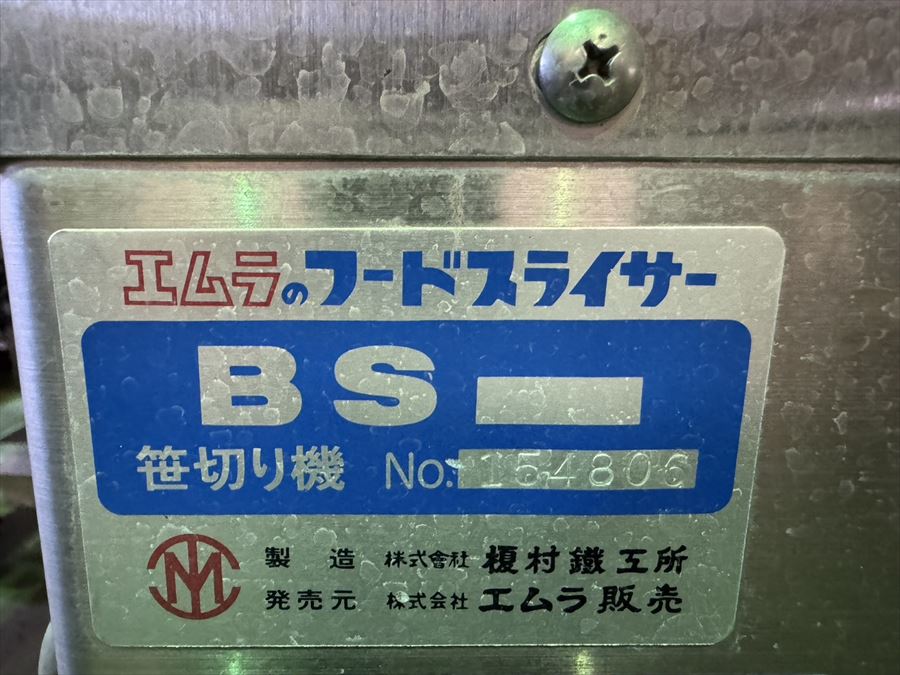 エムラのフードスライサー
BS
笹切り機 No. 154806
製造 株式會社 榎村鐵工所
発売元 株式会社 エムラ販売